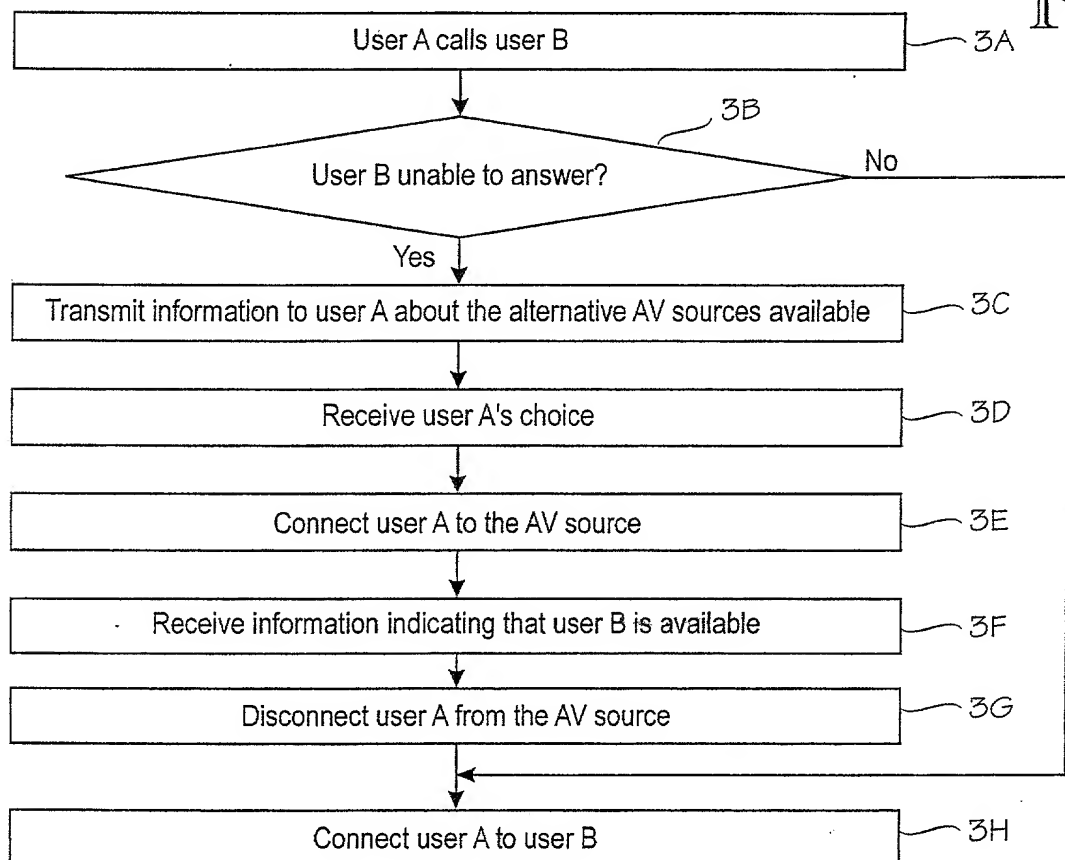 User A calls user B
3A
3B
User B unable to answer?
No
Yes
Transmit information to user A about the alternative AV sources available
3C
Receive user A's choice
3D
Connect user A to the AV source
3E
Receive information indicating that user B is available
3F
Disconnect user A from the AV source
3G
Connect user A to user B
3H